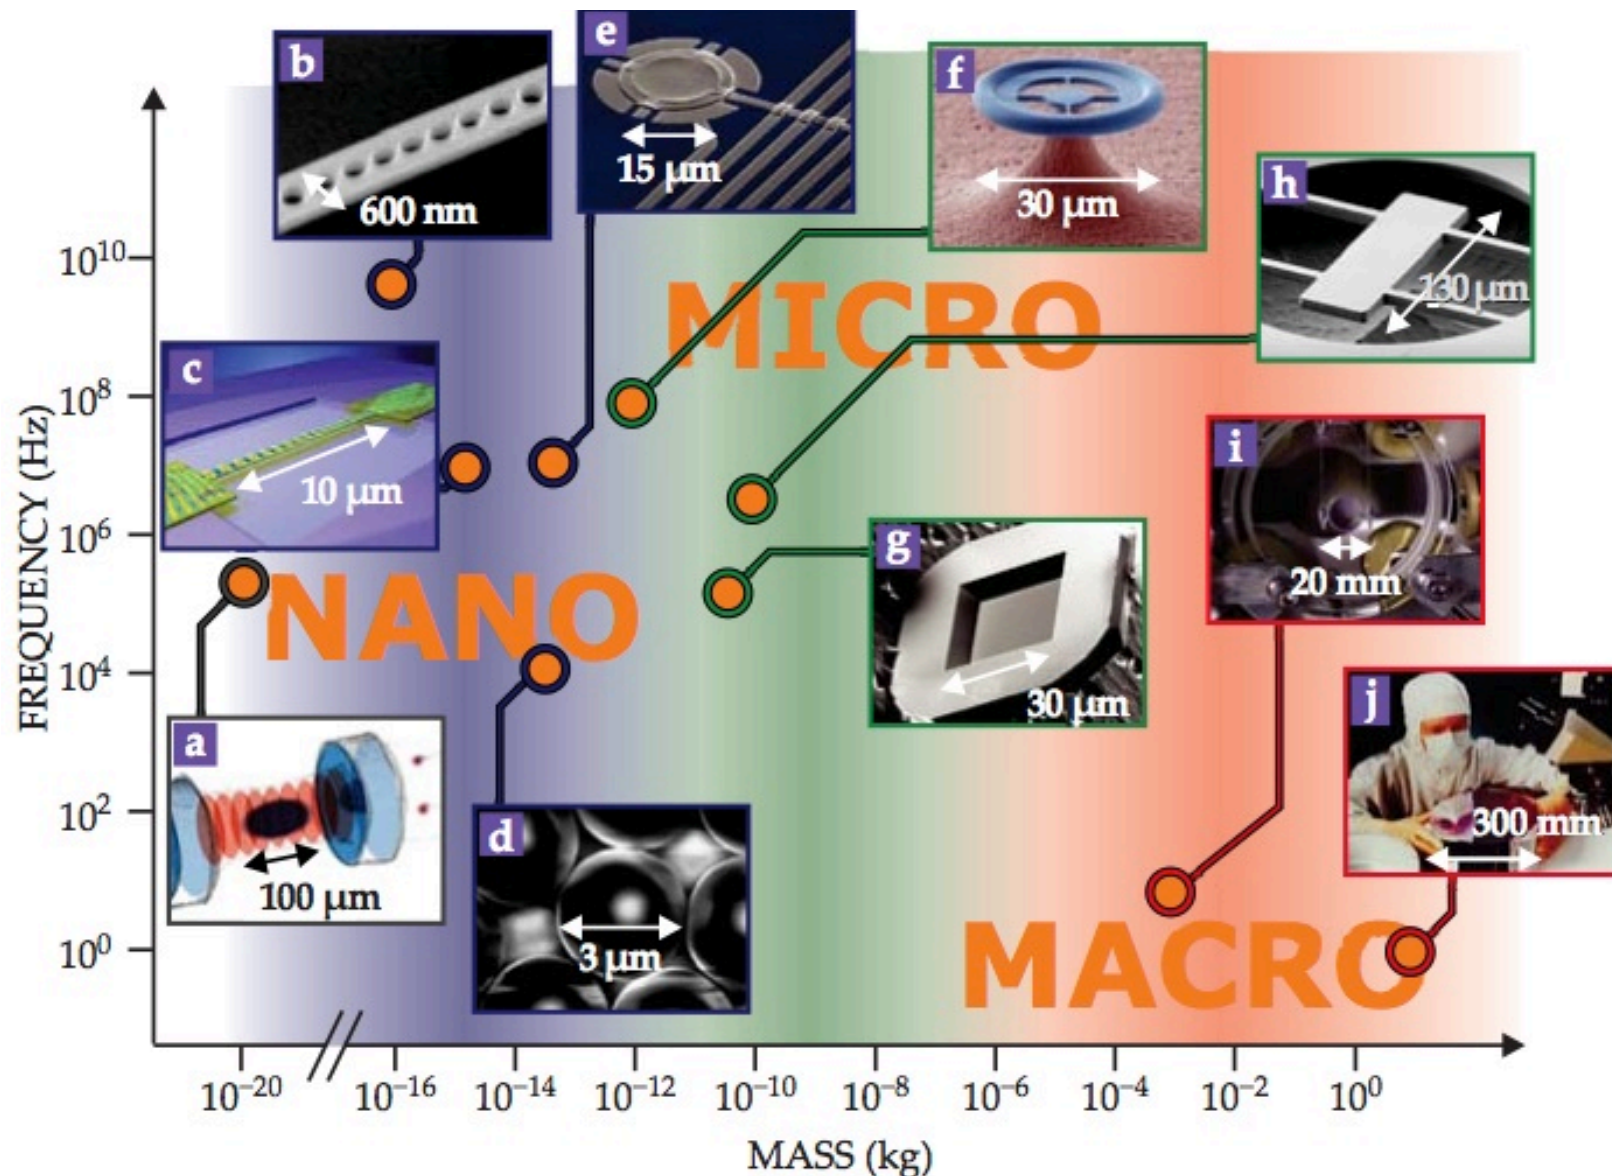 b
600 nm
e
15 µm
f
30 µm
h
130 µm
c
10 µm
MICRO
i
20 mm
g
30 µm
NANO
a
100 µm
d
3 µm
j
300 mm
MACRO
FREQUENCY (Hz)
10¹⁰
10⁸
10⁶
10⁴
10²
10⁰
10⁻²⁰ 10⁻¹⁶ 10⁻¹⁴ 10⁻¹² 10⁻¹⁰ 10⁻⁸ 10⁻⁶ 10⁻⁴ 10⁻² 10⁰
MASS (kg)